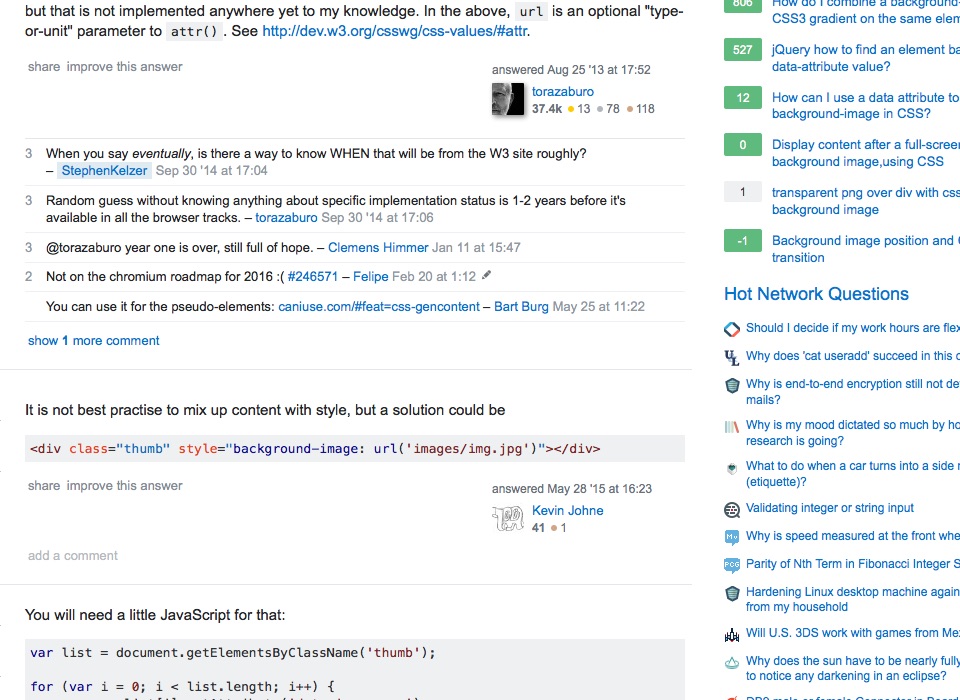 but that is not implemented anywhere yet to my knowledge. In the above, url is an optional "type-
or-unit" parameter to attr(). See http://dev.w3.org/csswg/css-values/#attr.
share improve this answer
answered Aug 25 '13 at 17:52
torazaburo
37.4k 13 78 118
3 When you say eventually, is there a way to know WHEN that will be from the W3 site roughly?
– StephenKelzer Sep 30 '14 at 17:04
3 Random guess without knowing anything about specific implementation status is 1-2 years before it's
available in all the browser tracks. – torazaburo Sep 30 '14 at 17:06
3 @torazaburo year one is over, still full of hope. – Clemens Himmer Jan 11 at 15:47
2 Not on the chromium roadmap for 2016 :( #246571 – Felipe Feb 20 at 1:12
You can use it for the pseudo-elements: caniuse.com/#feat=css-gencontent – Bart Burg May 25 at 11:22
show 1 more comment
It is not best practise to mix up content with style, but a solution could be
<div class="thumb" style="background-image: url('images/img.jpg')"></div>
share improve this answer
answered May 28 '15 at 16:23
Kevin Johne
41 1
add a comment
You will need a little JavaScript for that:
var list = document.getElementsByClassName('thumb');
for (var i = 0; i < list.length; i++) {
806 How do I combine a background-
CSS3 gradient on the same elem
527 jQuery how to find an element ba
data-attribute value?
12 How can I use a data attribute to
background-image in CSS?
0 Display content after a full-screen
background image,using CSS
1 transparent png over div with css
background image
-1 Background image position and
transition
Hot Network Questions
Should I decide if my work hours are flex
Why does 'cat useradd' succeed in this
Why is end-to-end encryption still not de
mails?
Why is my mood dictated so much by ho
research is going?
What to do when a car turns into a side
(etiquette)?
Validating integer or string input
Why is speed measured at the front whe
Parity of Nth Term in Fibonacci Integer S
Hardening Linux desktop machine again
from my household
Will U.S. 3DS work with games from Me
Why does the sun have to be nearly fully
to notice any darkening in an eclipse?